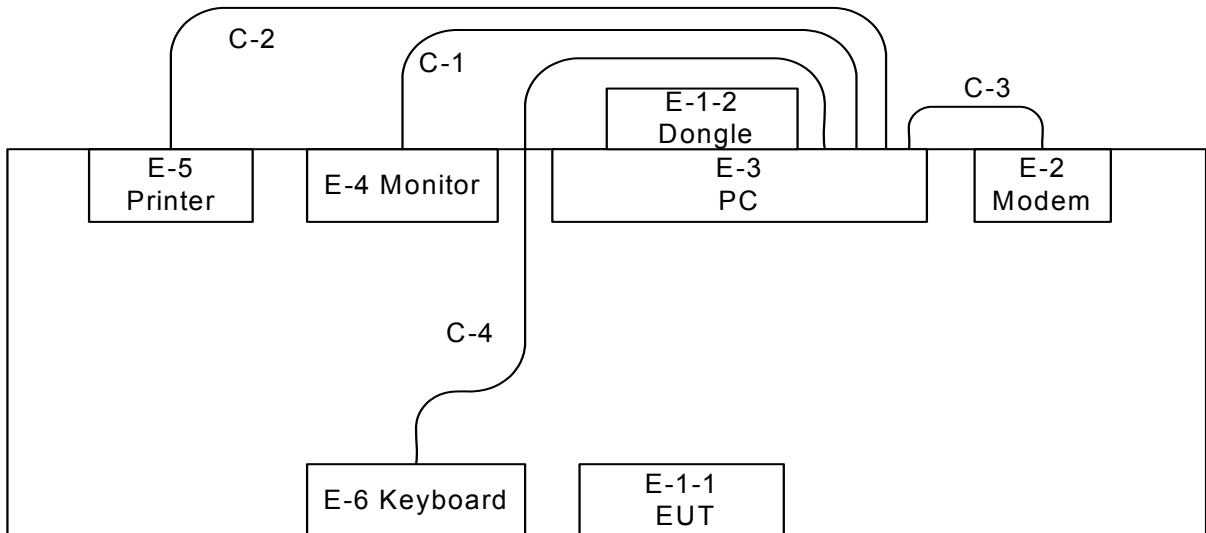 C-2
C-1
C-3
E-1-2
Dongle
E-5
Printer
E-4 Monitor
E-3
PC
E-2
Modem
C-4
E-6 Keyboard
E-1-1
EUT